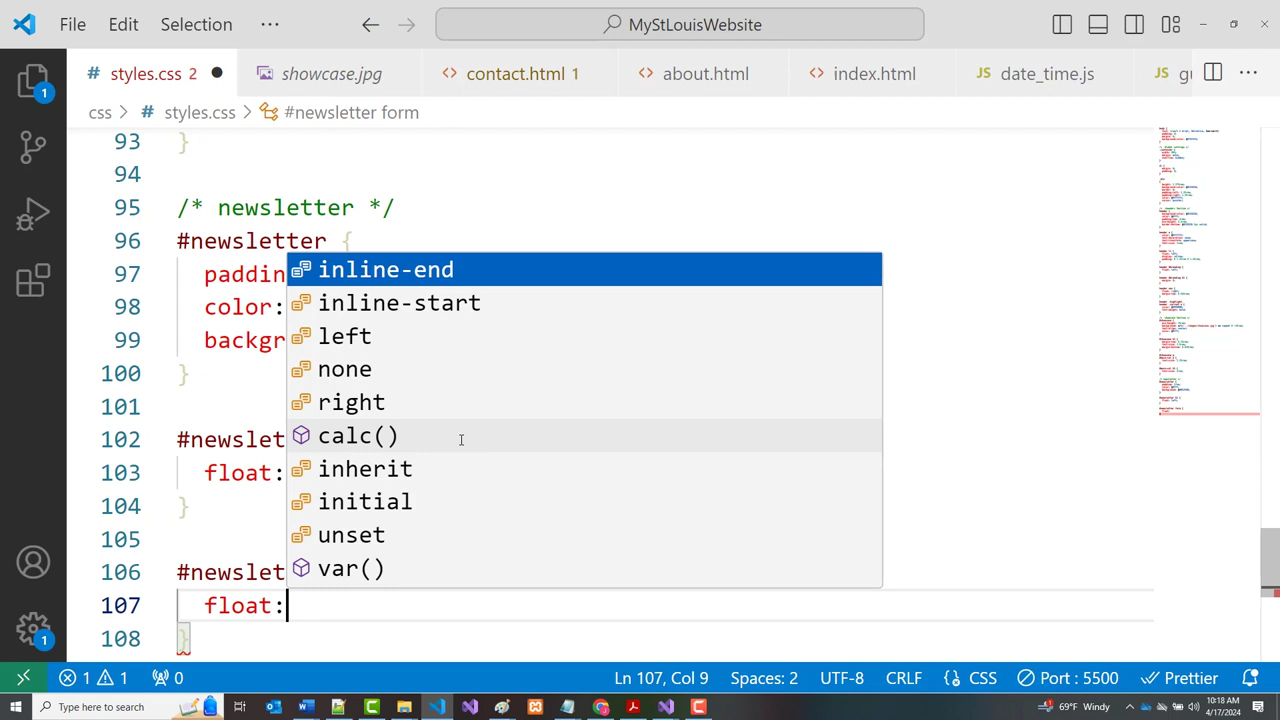 File Edit Selection ··· MyStLouisWebsite
# styles.css 2 showcase.jpg <> contact.html 1 <> about.html <> index.html JS date_time.js JS ···
css > # styles.css > #newsletter form
93 }
94
95 /* newsletter */
96 #newsletter {
97 paddin
98 color:
99 backgr
100 }
101
102 #newslet
103 float:
104 }
105
106 #newslet
107 float:
108 }
inline-end
inline-start
left
none
right
calc()
inherit
initial
unset
var()
1
1
1 1 0 Ln 107, Col 9 Spaces: 2 UTF-8 CRLF {} CSS Port : 5500 Prettier
Type here to search 69°F Windy 10:18 AM
4/17/2024